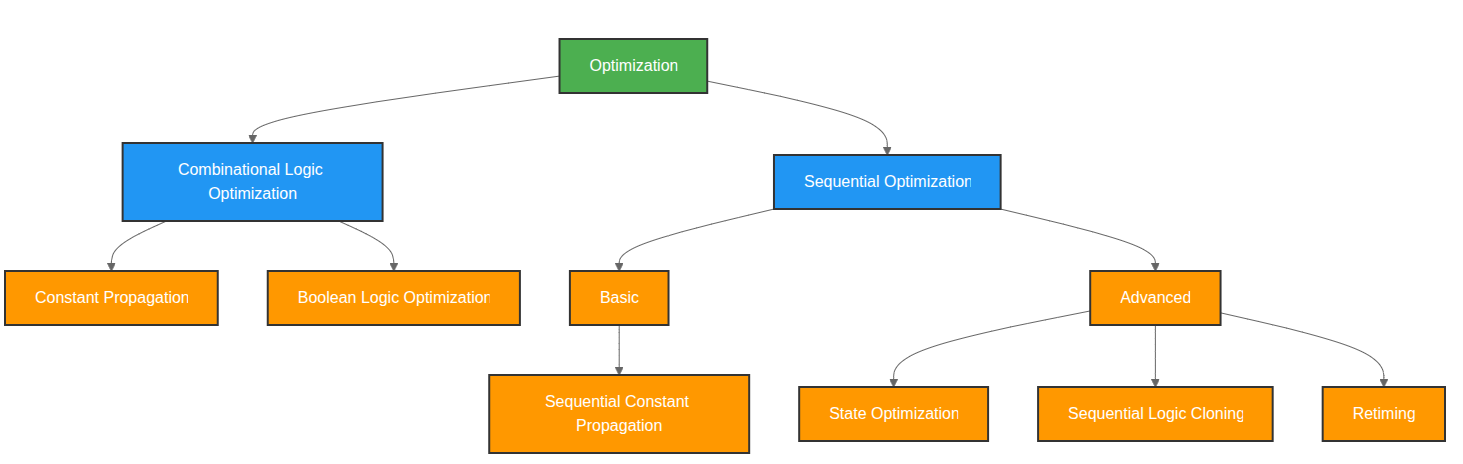 Optimization
Combinational Logic
Optimization
Sequential Optimization
Constant Propagation
Boolean Logic Optimization
Basic
Advanced
Sequential Constant
Propagation
State Optimization
Sequential Logic Cloning
Retiming